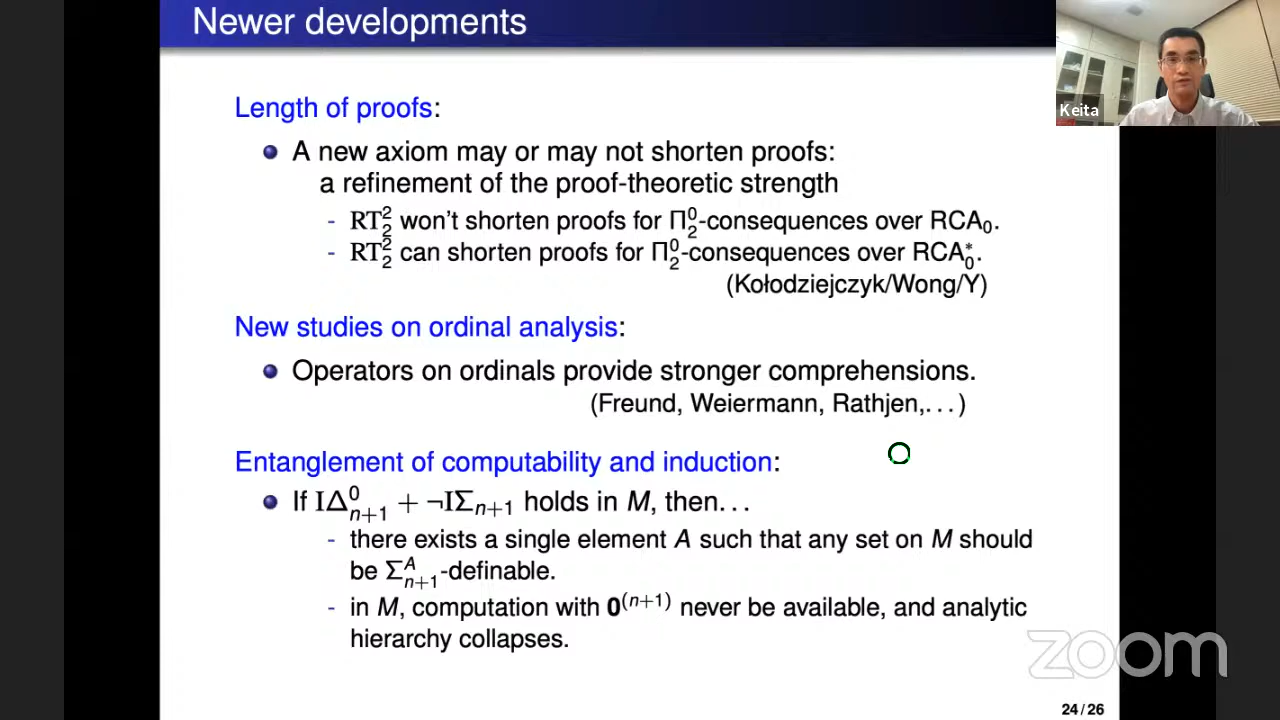 Newer developments
Keita
Length of proofs:
A new axiom may or may not shorten proofs:
a refinement of the proof-theoretic strength
- RT²₂ won't shorten proofs for Π⁰₂-consequences over RCA₀.
- RT²₂ can shorten proofs for Π⁰₂-consequences over RCA*₀.
(Kołodziejczyk/Wong/Y)
New studies on ordinal analysis:
Operators on ordinals provide stronger comprehensions.
(Freund, Weiermann, Rathjen,...)
Entanglement of computability and induction:
If IΔ⁰ₙ₊₁ + ¬IΣₙ₊₁ holds in M, then...
- there exists a single element A such that any set on M should
be Σᴬₙ₊₁-definable.
- in M, computation with 0⁽ⁿ⁺¹⁾ never be available, and analytic
hierarchy collapses.
zoom
24/26